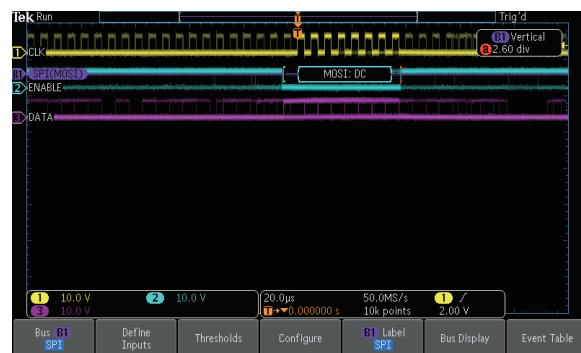 Tek Run Trig'd
T
T
B1 Vertical
a 2.60 div
1 CLK
B1 SPI(MOSI) MOSI: DC
2 ENABLE
3 DATA
1 10.0 V 2 10.0 V 20.0µs 50.0MS/s 1 /
3 10.0 V T→▼0.000000 s 10k points 2.00 V
Bus B1 Define Thresholds Configure B1 Label Bus Display Event Table
SPI Inputs SPI